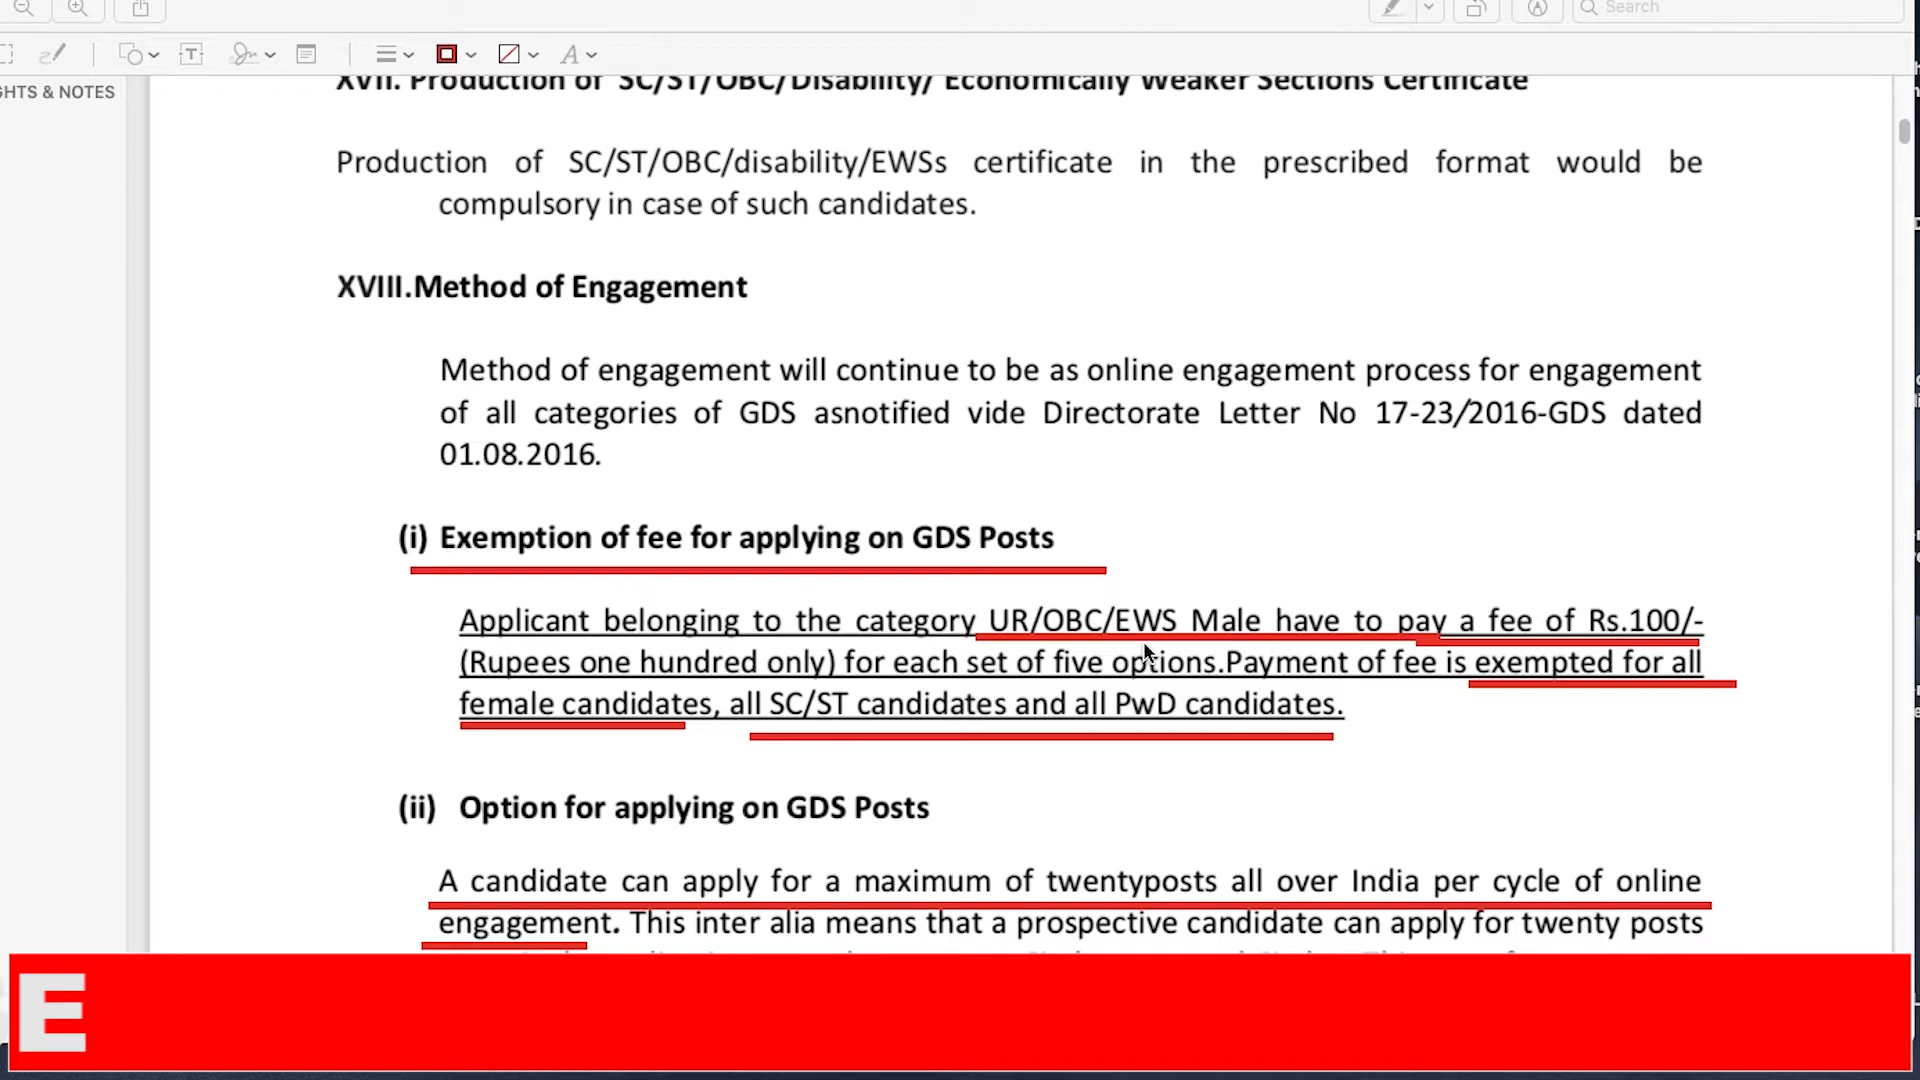 Search
GHTS & NOTES
XVII. Production of SC/ST/OBC/Disability/ Economically Weaker Sections Certificate
Production of SC/ST/OBC/disability/EWSs certificate in the prescribed format would be
compulsory in case of such candidates.
XVIII.Method of Engagement
Method of engagement will continue to be as online engagement process for engagement
of all categories of GDS asnotified vide Directorate Letter No 17-23/2016-GDS dated
01.08.2016.
(i) Exemption of fee for applying on GDS Posts
Applicant belonging to the category UR/OBC/EWS Male have to pay a fee of Rs.100/-
(Rupees one hundred only) for each set of five options.Payment of fee is exempted for all
female candidates, all SC/ST candidates and all PwD candidates.
(ii) Option for applying on GDS Posts
A candidate can apply for a maximum of twentyposts all over India per cycle of online
engagement. This inter alia means that a prospective candidate can apply for twenty posts
E